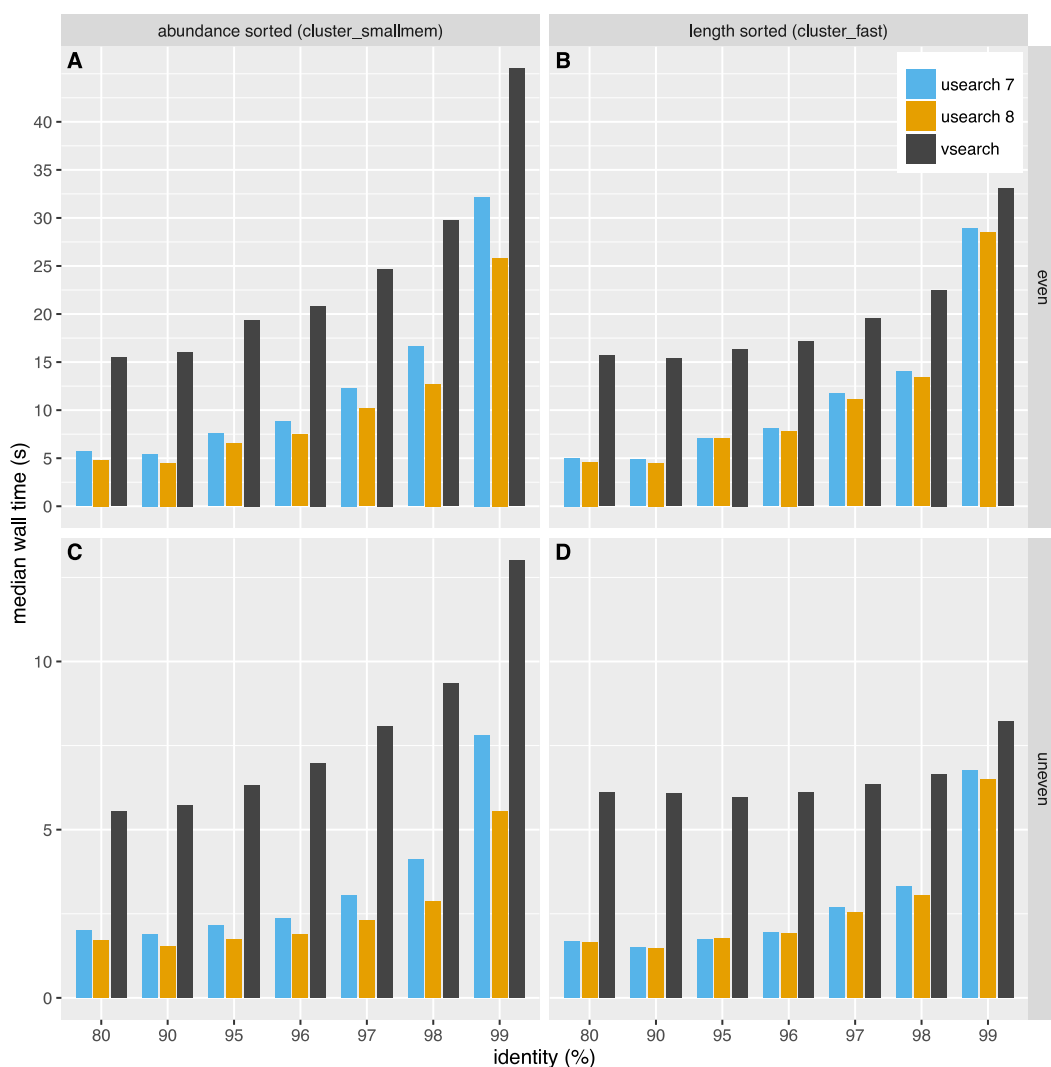 abundance sorted (cluster_smallmem)
length sorted (cluster_fast)
A
B
usearch 7
usearch 8
vsearch
40
35
30
25
20
15
10
5
0
even
median wall time (s)
C
D
10
5
0
uneven
80 90 95 96 97 98 99
80 90 95 96 97 98 99
identity (%)